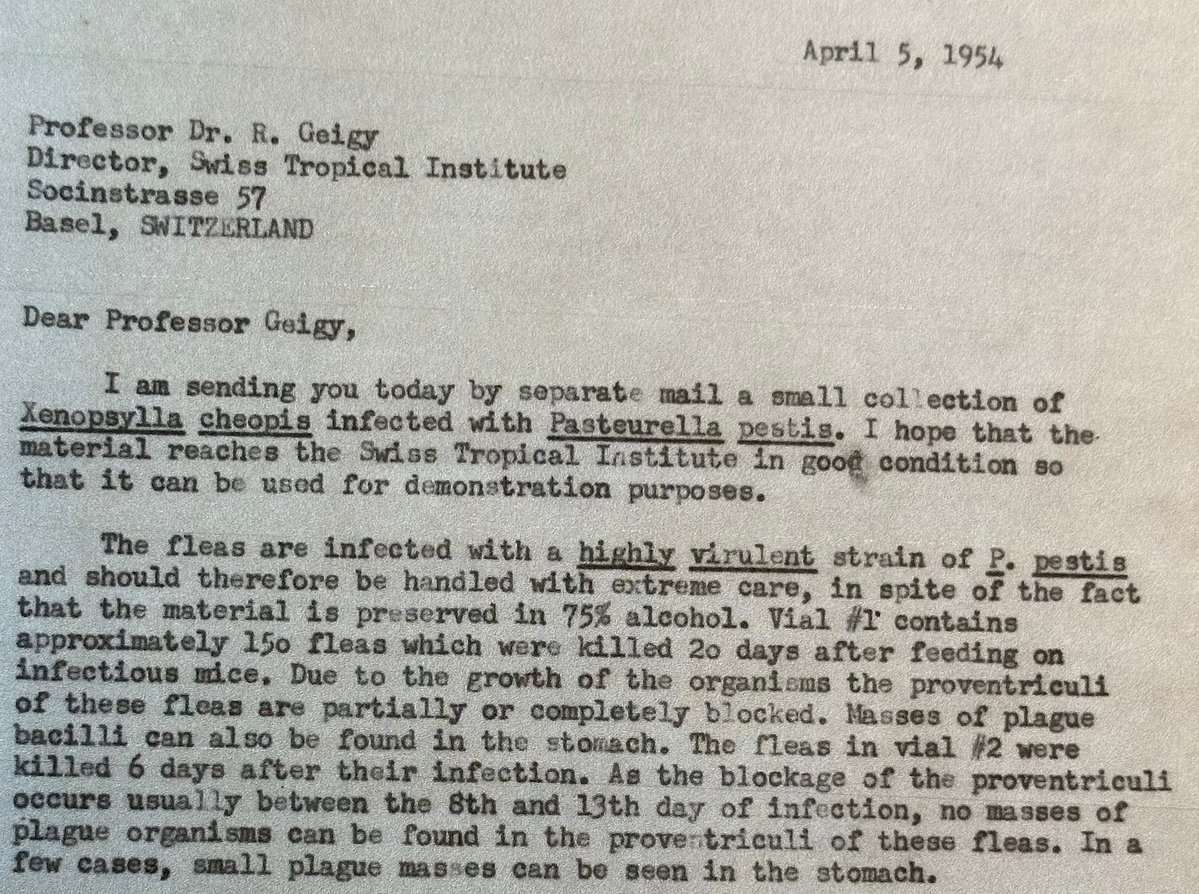 April 5, 1954
Professor Dr. R. Geigy
Director, Swiss Tropical Institute
Socinstrasse 57
Basel, SWITZERLAND
Dear Professor Geigy,
I am sending you today by separate mail a small collection of
Xenopsylla cheopis infected with Pasteurella pestis. I hope that the
material reaches the Swiss Tropical Institute in good condition so
that it can be used for demonstration purposes.
The fleas are infected with a highly virulent strain of P. pestis
and should therefore be handled with extreme care, in spite of the fact
that the material is preserved in 75% alcohol. Vial #1 contains
approximately 15o fleas which were killed 2o days after feeding on
infectious mice. Due to the growth of the organisms the proventriculi
of these fleas are partially or completely blocked. Masses of plague
bacilli can also be found in the stomach. The fleas in vial #2 were
killed 6 days after their infection. As the blockage of the proventriculi
occurs usually between the 8th and 13th day of infection, no masses of
plague organisms can be found in the proventriculi of these fleas. In a
few cases, small plague masses can be seen in the stomach.